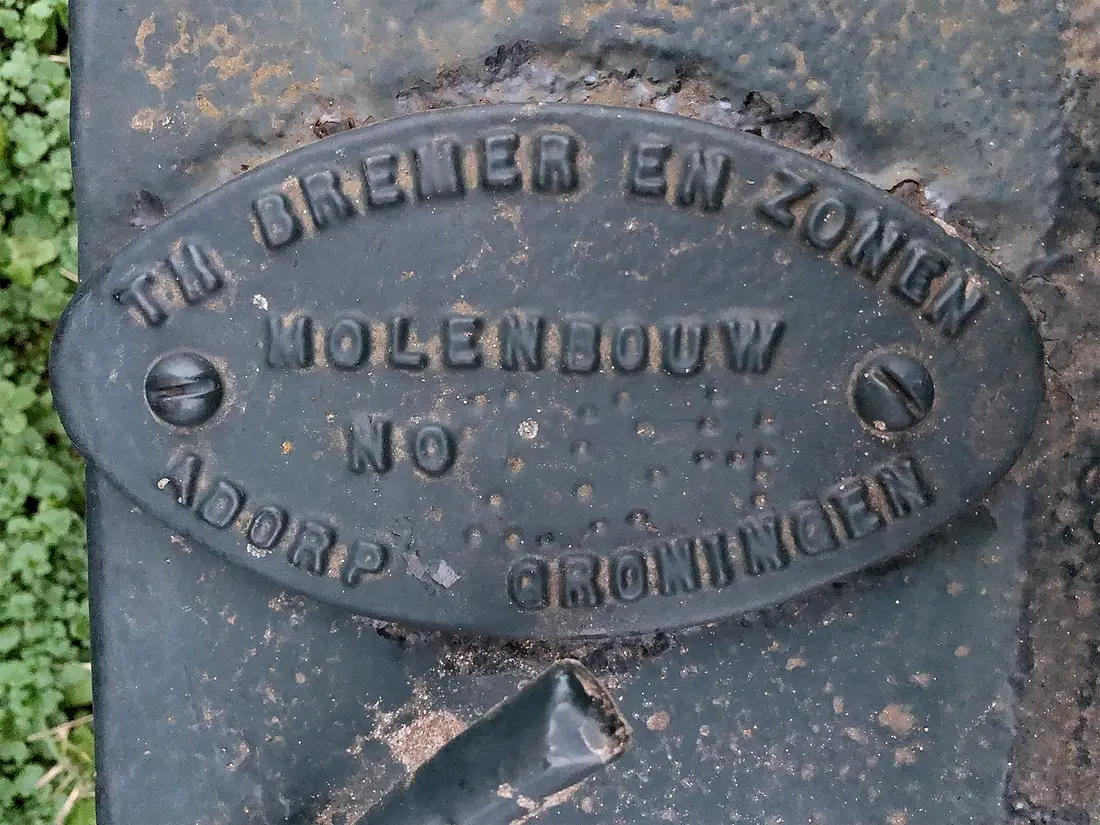 TH BREMER EN ZONEN
MOLENBOUW
NO
ADORP GRONINGEN